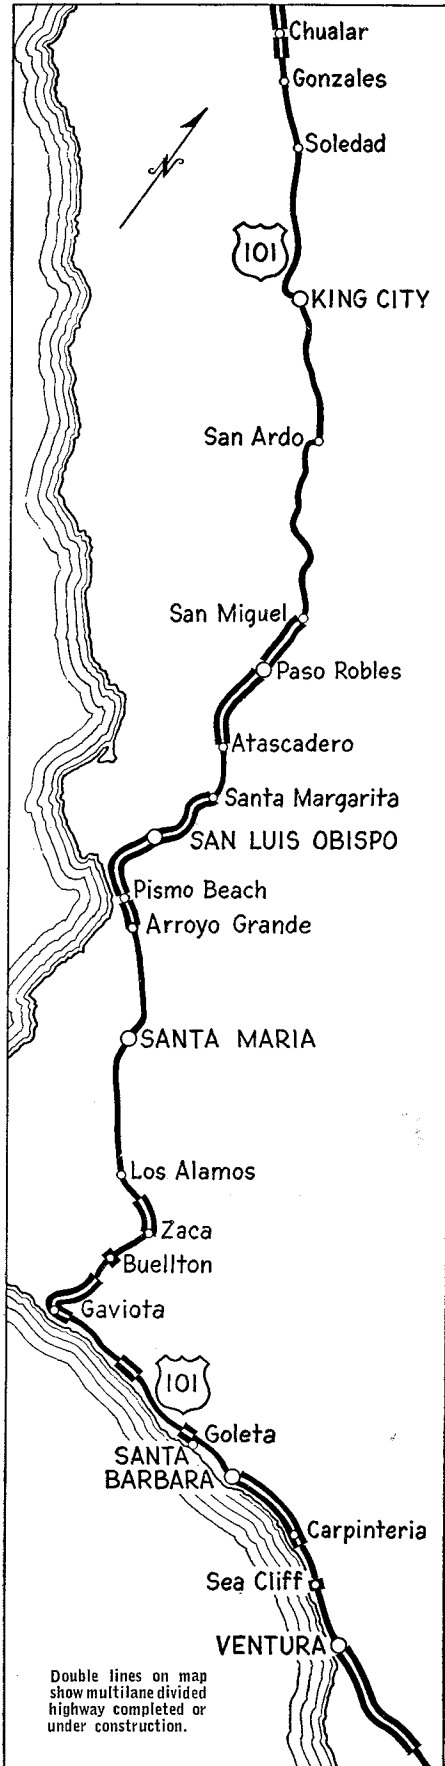 Chualar
Gonzales
Soledad
N
101
KING CITY
San Ardo
San Miguel
Paso Robles
Atascadero
Santa Margarita
SAN LUIS OBISPO
Pismo Beach
Arroyo Grande
SANTA MARIA
Los Alamos
Zaca
Buellton
Gaviota
101
Goleta
SANTA
BARBARA
Carpinteria
Sea Cliff
VENTURA
Double lines on map
show multilane divided
highway completed or
under construction.